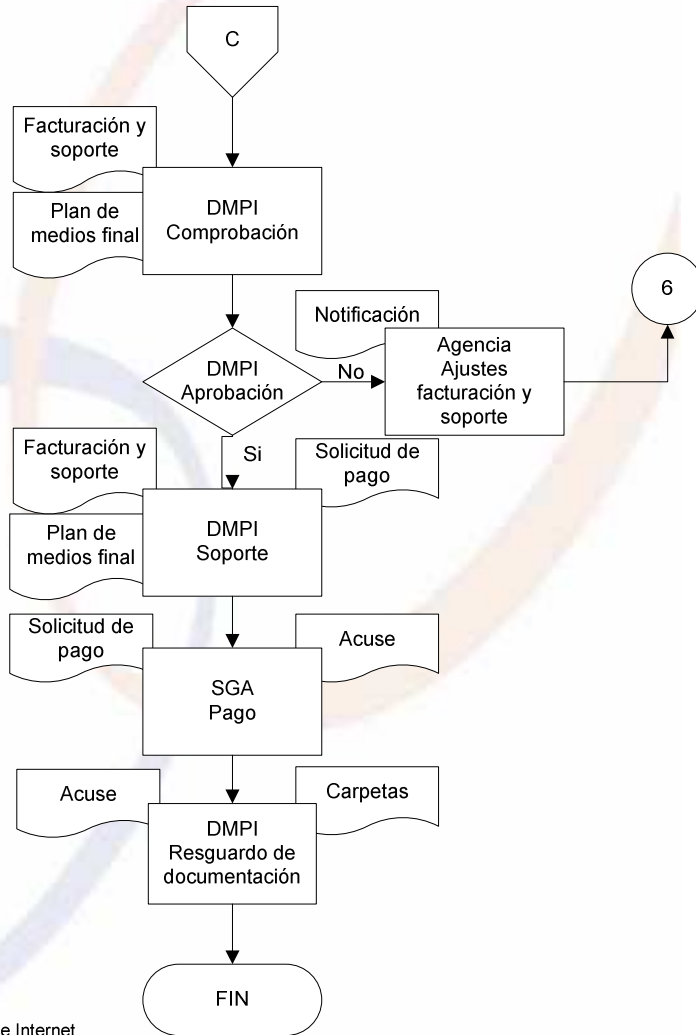 C
Facturación y
soporte
Plan de
medios final
DMPI
Comprobación
Notificación
6
DMPI
Aprobación
No
Agencia
Ajustes
facturación y
soporte
Si
Facturación y
soporte
Solicitud de
pago
Plan de
medios final
DMPI
Soporte
Solicitud de
pago
Acuse
SGA
Pago
Acuse
Carpetas
DMPI
Resguardo de
documentación
FIN
e Internet